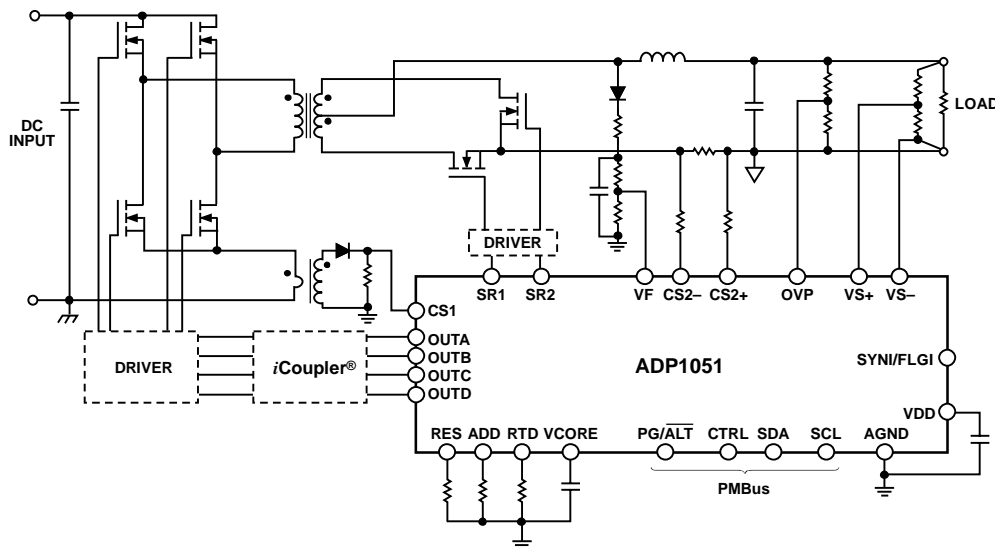 DC
INPUT
LOAD
DRIVER
SR1 SR2 VF CS2– CS2+ OVP VS+ VS–
CS1
OUTA
OUTB
OUTC
OUTD
DRIVER
iCoupler®
ADP1051
SYNI/FLGI
VDD
RES ADD RTD VCORE PG/ALT CTRL SDA SCL AGND
PMBus